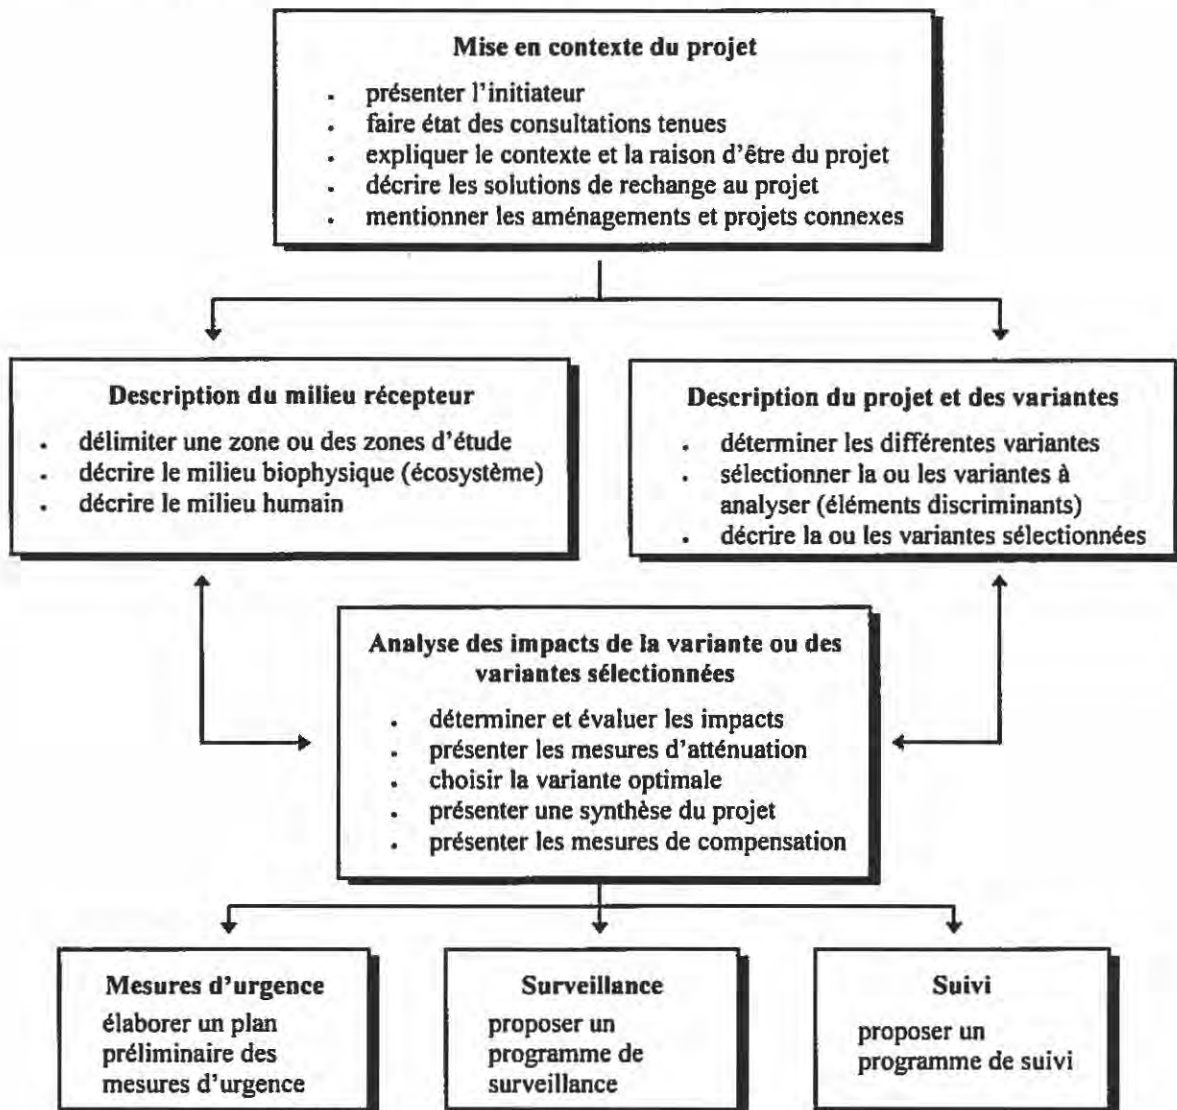 Mise en contexte du projet
• présenter l'initiateur
• faire état des consultations tenues
• expliquer le contexte et la raison d'être du projet
• décrire les solutions de rechange au projet
• mentionner les aménagements et projets connexes
Description du milieu récepteur
• délimiter une zone ou des zones d'étude
• décrire le milieu biophysique (écosystème)
• décrire le milieu humain
Description du projet et des variantes
• déterminer les différentes variantes
• sélectionner la ou les variantes à
analyser (éléments discriminants)
• décrire la ou les variantes sélectionnées
Analyse des impacts de la variante ou des
variantes sélectionnées
• déterminer et évaluer les impacts
• présenter les mesures d'atténuation
• choisir la variante optimale
• présenter une synthèse du projet
• présenter les mesures de compensation
Mesures d'urgence
élaborer un plan
préliminaire des
mesures d'urgence
Surveillance
proposer un
programme de
surveillance
Suivi
proposer un
programme de suivi